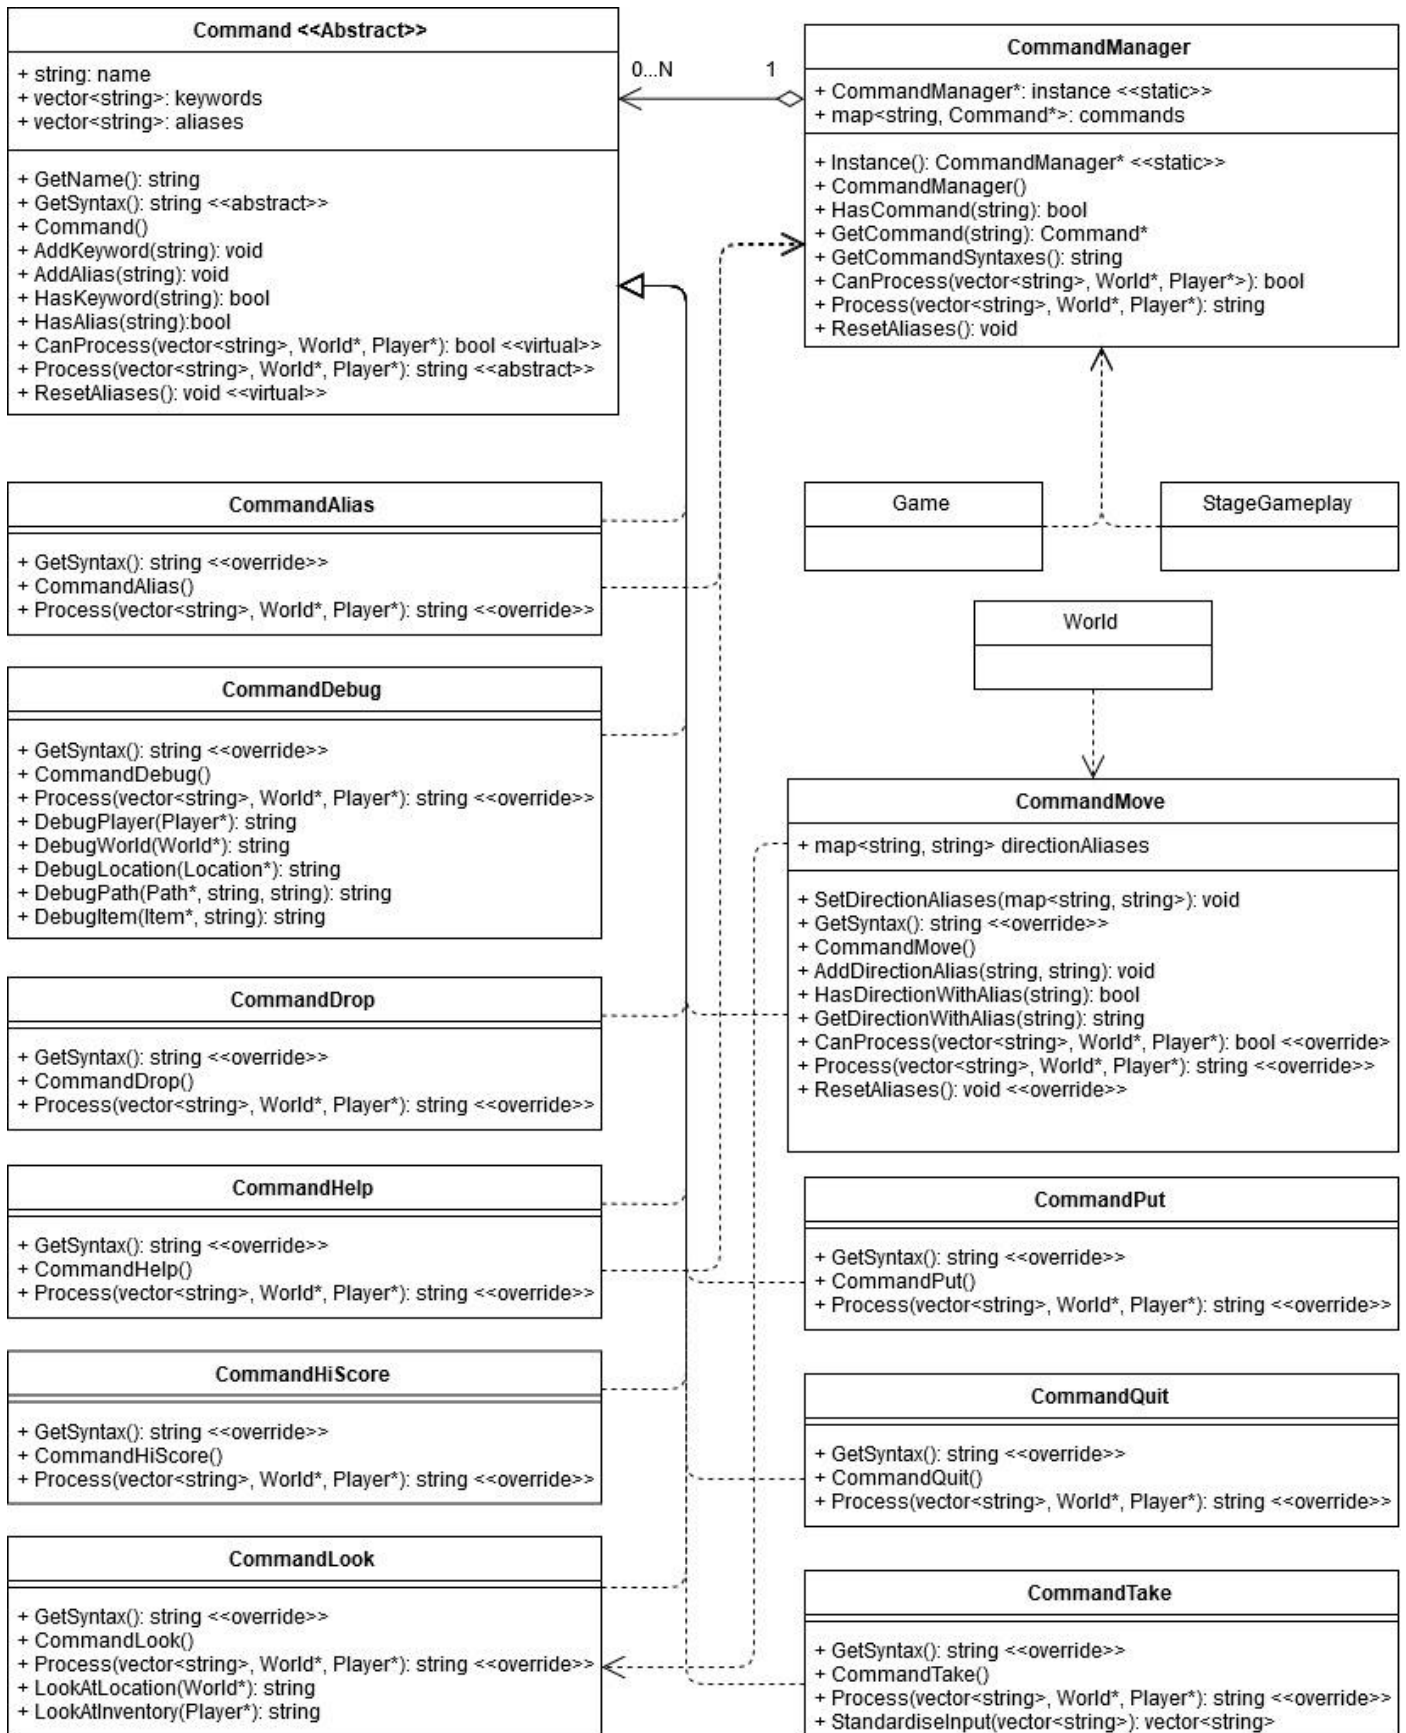 Command <<Abstract>>
+ string: name
+ vector<string>: keywords
+ vector<string>: aliases
+ GetName(): string
+ GetSyntax(): string <<abstract>>
+ Command()
+ AddKeyword(string): void
+ AddAlias(string): void
+ HasKeyword(string): bool
+ HasAlias(string):bool
+ CanProcess(vector<string>, World*, Player*): bool <<virtual>>
+ Process(vector<string>, World*, Player*): string <<abstract>>
+ ResetAliases(): void <<virtual>>
0...N
1
CommandManager
+ CommandManager*: instance <<static>>
+ map<string, Command*>: commands
+ Instance(): CommandManager* <<static>>
+ CommandManager()
+ HasCommand(string): bool
+ GetCommand(string): Command*
+ GetCommandSyntaxes(): string
+ CanProcess(vector<string>, World*, Player*>): bool
+ Process(vector<string>, World*, Player*): string
+ ResetAliases(): void
CommandAlias
+ GetSyntax(): string <<override>>
+ CommandAlias()
+ Process(vector<string>, World*, Player*): string <<override>>
Game
StageGameplay
World
CommandDebug
+ GetSyntax(): string <<override>>
+ CommandDebug()
+ Process(vector<string>, World*, Player*): string <<override>>
+ DebugPlayer(Player*): string
+ DebugWorld(World*): string
+ DebugLocation(Location*): string
+ DebugPath(Path*, string, string): string
+ DebugItem(Item*, string): string
CommandMove
+ map<string, string> directionAliases
+ SetDirectionAliases(map<string, string>): void
+ GetSyntax(): string <<override>>
+ CommandMove()
+ AddDirectionAlias(string, string): void
+ HasDirectionWithAlias(string): bool
+ GetDirectionWithAlias(string): string
+ CanProcess(vector<string>, World*, Player*): bool <<override>
+ Process(vector<string>, World*, Player*): string <<override>>
+ ResetAliases(): void <<override>>
CommandDrop
+ GetSyntax(): string <<override>>
+ CommandDrop()
+ Process(vector<string>, World*, Player*): string <<override>>
CommandHelp
+ GetSyntax(): string <<override>>
+ CommandHelp()
+ Process(vector<string>, World*, Player*): string <<override>>
CommandPut
+ GetSyntax(): string <<override>>
+ CommandPut()
+ Process(vector<string>, World*, Player*): string <<override>>
CommandHiScore
+ GetSyntax(): string <<override>>
+ CommandHiScore()
+ Process(vector<string>, World*, Player*): string <<override>>
CommandQuit
+ GetSyntax(): string <<override>>
+ CommandQuit()
+ Process(vector<string>, World*, Player*): string <<override>>
CommandLook
+ GetSyntax(): string <<override>>
+ CommandLook()
+ Process(vector<string>, World*, Player*): string <<override>>
+ LookAtLocation(World*): string
+ LookAtInventory(Player*): string
CommandTake
+ GetSyntax(): string <<override>>
+ CommandTake()
+ Process(vector<string>, World*, Player*): string <<override>>
+ StandardiseInput(vector<string>): vector<string>